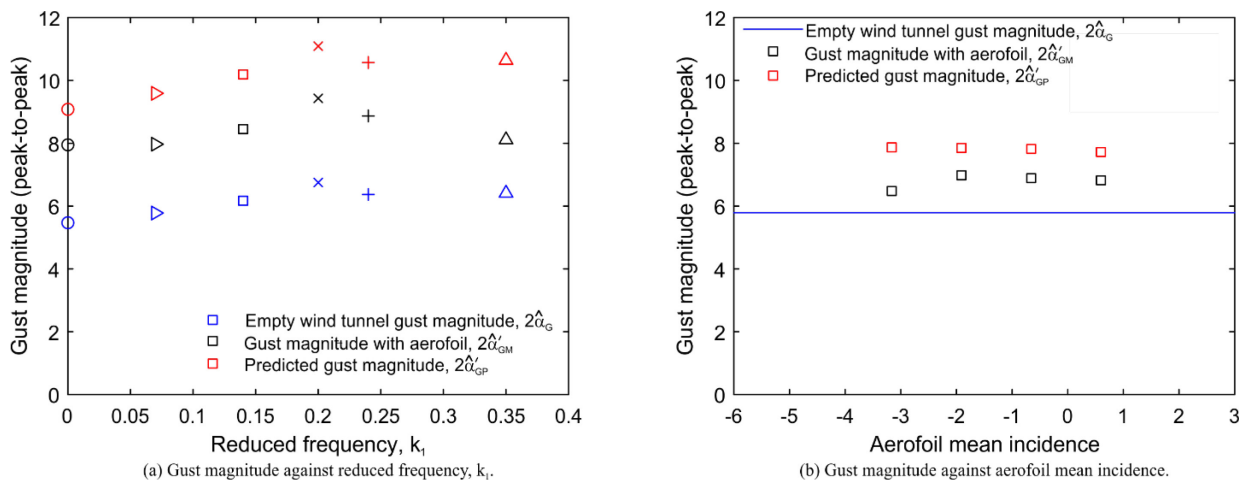 Gust magnitude (peak-to-peak)
12
10
8
6
4
2
0
Empty wind tunnel gust magnitude, 2α̂G
Gust magnitude with aerofoil, 2α̂′GM
Predicted gust magnitude, 2α̂′GP
0 0.05 0.1 0.15 0.2 0.25 0.3 0.35 0.4
Reduced frequency, k1
(a) Gust magnitude against reduced frequency, k1.
Gust magnitude (peak-to-peak)
12
10
8
6
4
2
0
Empty wind tunnel gust magnitude, 2α̂G
Gust magnitude with aerofoil, 2α̂′GM
Predicted gust magnitude, 2α̂′GP
-6 -5 -4 -3 -2 -1 0 1 2 3
Aerofoil mean incidence
(b) Gust magnitude against aerofoil mean incidence.